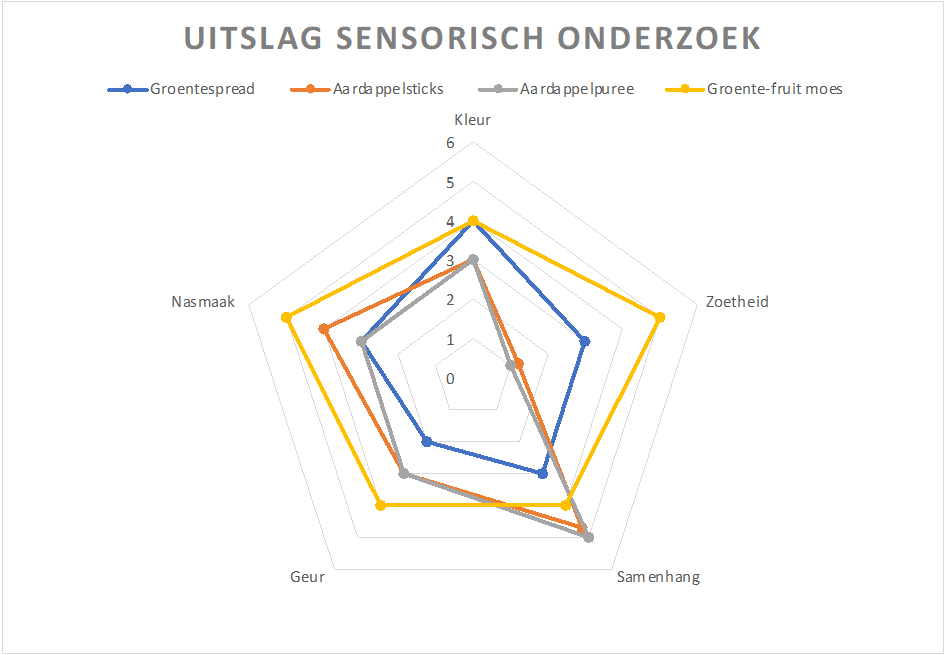 UITSLAG SENSORISCH ONDERZOEK
Groentespread Aardappelsticks Aardappelpuree Groente-fruit moes
Kleur
6
5
4
3
2
1
0
Nasmaak Zoetheid
Geur Samenhang